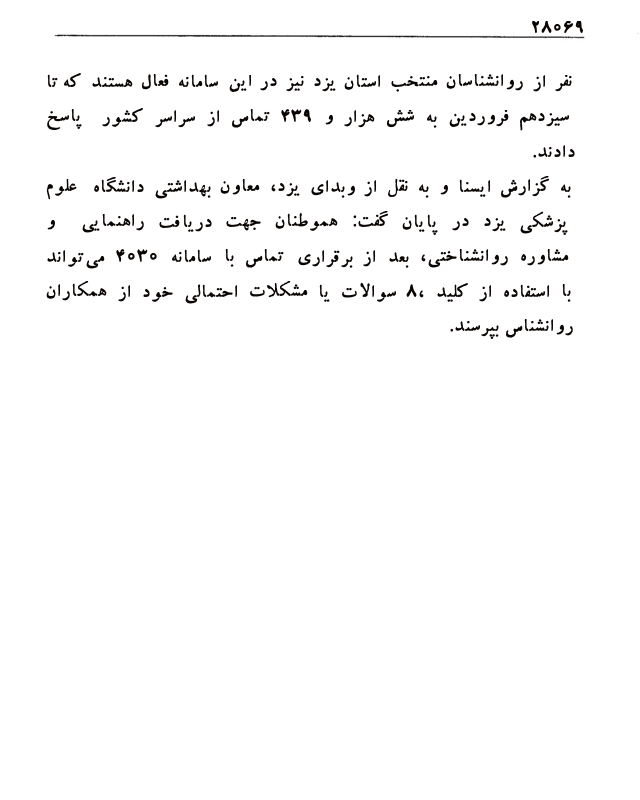 ۲۸۰۶۹
نفر از روانشناسان منتخب استان یزد نیز در این سامانه فعال هستند که تا
سیزدهم فروردین به شش هزار و ۴۳۹ تماس از سراسر کشور پاسخ
دادند.
به گزارش ایسنا و به نقل از وبدای یزد، معاون بهداشتی دانشگاه علوم
پزشکی یزد در پایان گفت: هموطنان جهت دریافت راهنمایی و
مشاوره روانشناختی، بعد از برقراری تماس با سامانه ۴۰۳۰ می‌تواند
با استفاده از کلید ۸، سوالات یا مشکلات احتمالی خود از همکاران
روانشناس بپرسند.